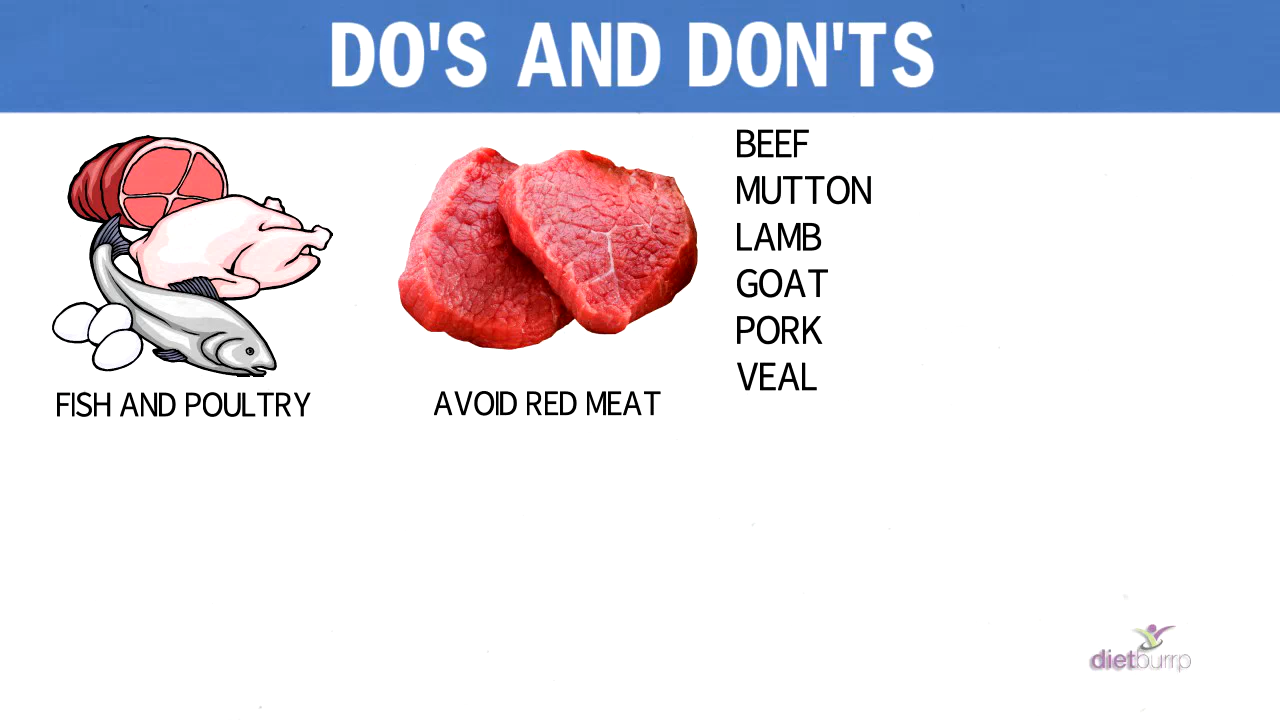 DO'S AND DON'TS
FISH AND POULTRY
AVOID RED MEAT
BEEF
MUTTON
LAMB
GOAT
PORK
VEAL
dietburrp